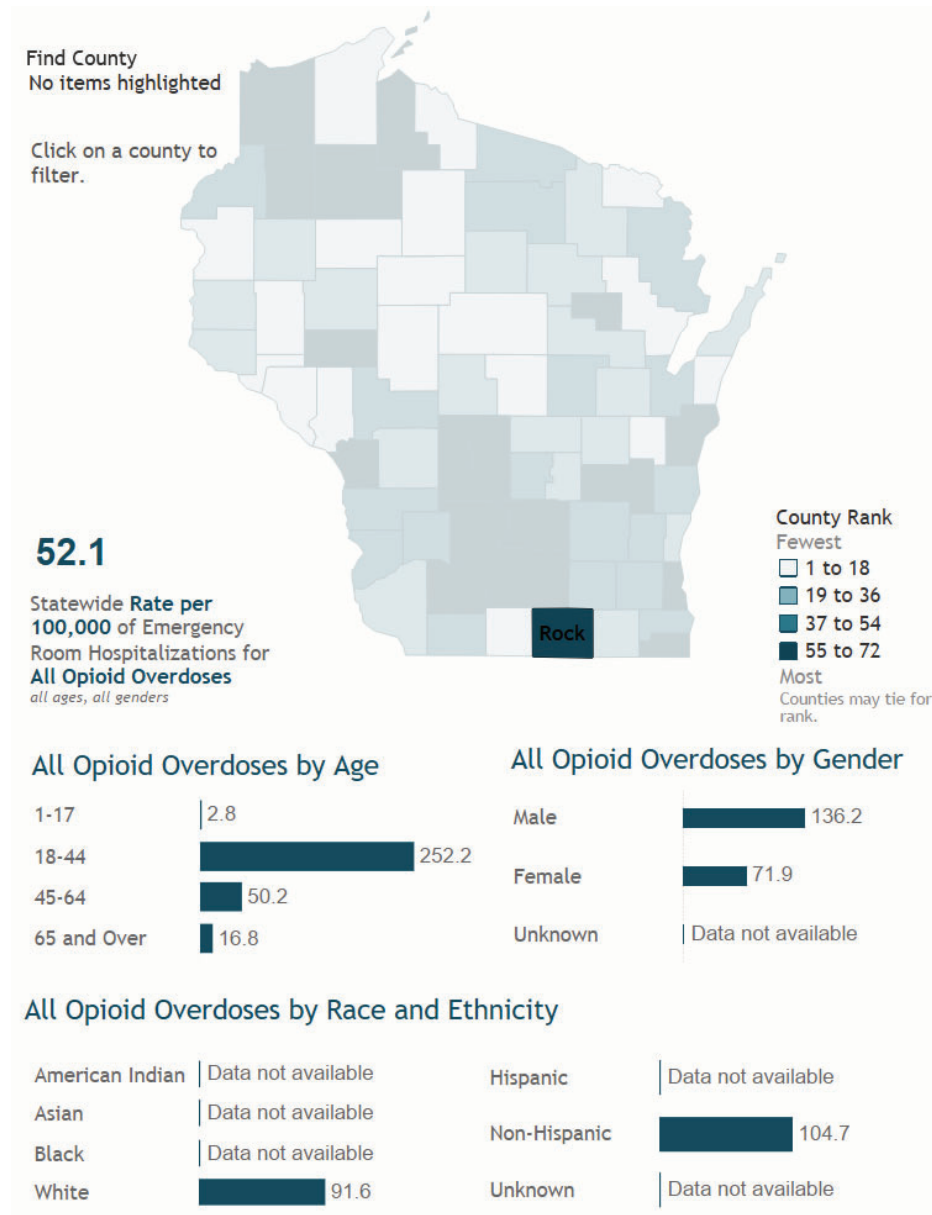 Find County
No items highlighted
Click on a county to
filter.
52.1
Statewide Rate per
100,000 of Emergency
Room Hospitalizations for
All Opioid Overdoses
all ages, all genders
Rock
County Rank
Fewest
1 to 18
19 to 36
37 to 54
55 to 72
Most
Counties may tie for
rank.
All Opioid Overdoses by Age
1-17 2.8
18-44 252.2
45-64 50.2
65 and Over 16.8
All Opioid Overdoses by Gender
Male 136.2
Female 71.9
Unknown Data not available
All Opioid Overdoses by Race and Ethnicity
American Indian Data not available
Asian Data not available
Black Data not available
White 91.6
Hispanic Data not available
Non-Hispanic 104.7
Unknown Data not available